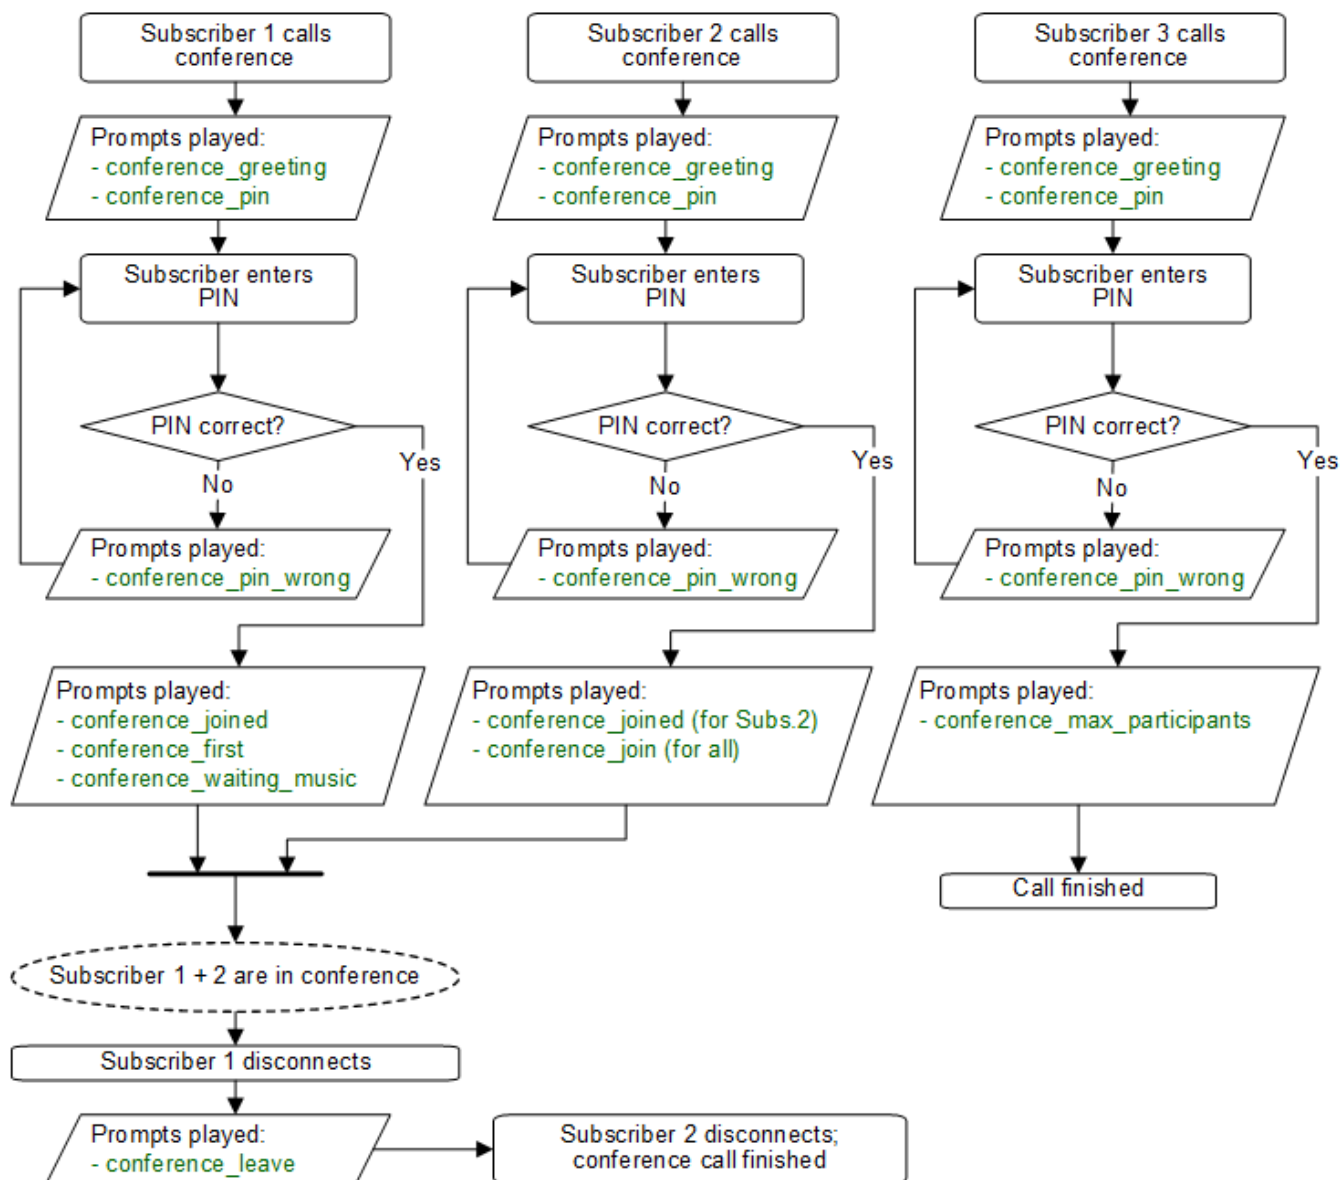 Subscriber 1 calls
conference
Subscriber 2 calls
conference
Subscriber 3 calls
conference
Prompts played:
- conference_greeting
- conference_pin
Prompts played:
- conference_greeting
- conference_pin
Prompts played:
- conference_greeting
- conference_pin
Subscriber enters
PIN
Subscriber enters
PIN
Subscriber enters
PIN
PIN correct?
Yes
No
PIN correct?
Yes
No
PIN correct?
Yes
No
Prompts played:
- conference_pin_wrong
Prompts played:
- conference_pin_wrong
Prompts played:
- conference_pin_wrong
Prompts played:
- conference_joined
- conference_first
- conference_waiting_music
Prompts played:
- conference_joined (for Subs.2)
- conference_join (for all)
Prompts played:
- conference_max_participants
Call finished
Subscriber 1 + 2 are in conference
Subscriber 1 disconnects
Prompts played:
- conference_leave
Subscriber 2 disconnects;
conference call finished